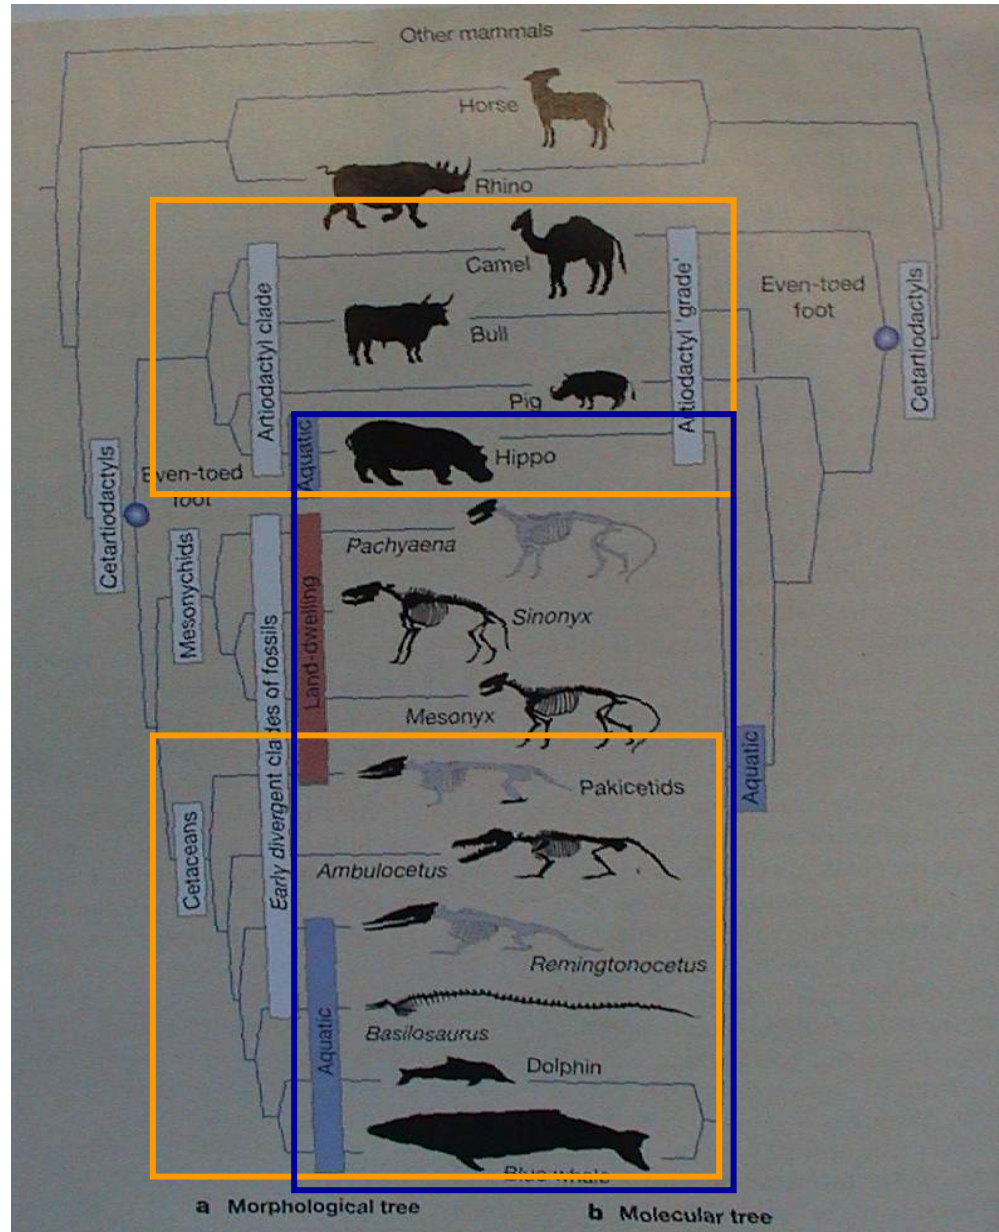 Other mammals
Horse
Rhino
Camel
Bull
Pig
Hippo
Artiodactyl clade
Artiodactyl 'grade'
Even-toed
foot
Cetartiodactyls
Aquatic
Even-toed
foot
Cetartiodactyls
Mesonychids
Early divergent clades of fossils
Land-dwelling
Pachyaena
Sinonyx
Mesonyx
Aquatic
Pakicetids
Cetaceans
Ambulocetus
Remingtonocetus
Basilosaurus
Aquatic
Dolphin
Blue whale
a Morphological tree
b Molecular tree